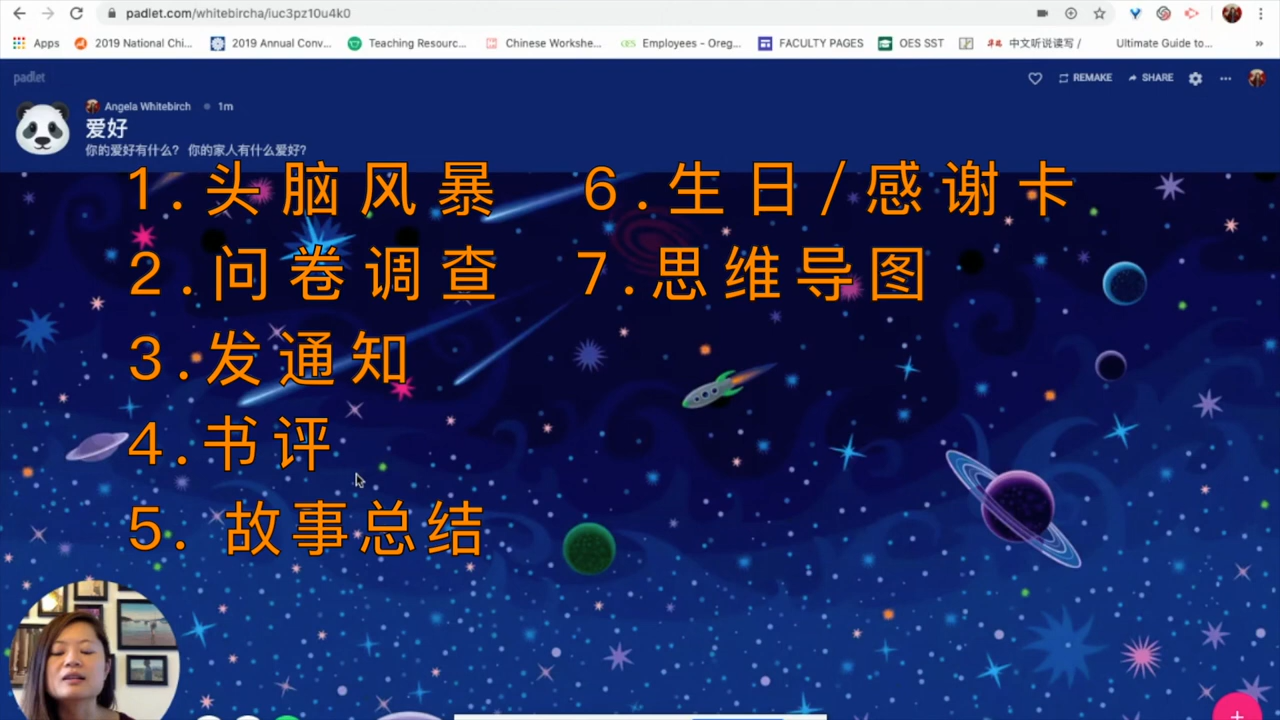 padlet.com/whitebircha/iuc3pz10u4k0
Apps 2019 National Chi... 2019 Annual Conv... Teaching Resourc... Chinese Workshe... Employees - Oreg... FACULTY PAGES OES SST 中文听说读写 / Ultimate Guide to... »
padlet
REMAKE SHARE
Angela Whitebirch 1m
爱好
你的爱好有什么? 你的家人有什么爱好?
1.头脑风暴
2.问卷调查
3.发通知
4.书评
5. 故事总结
6.生日/感谢卡
7.思维导图